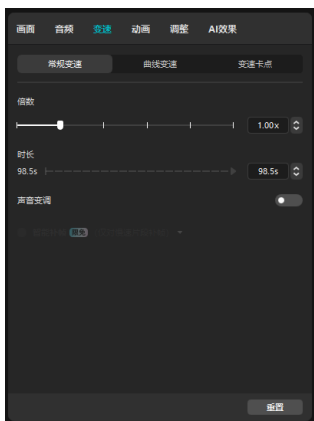 画面 音频 变速 动画 调整 AI效果
常规变速 曲线变速 变速卡点
倍数
1.00x
时长
98.5s 98.5s
声音变调
限免
重置